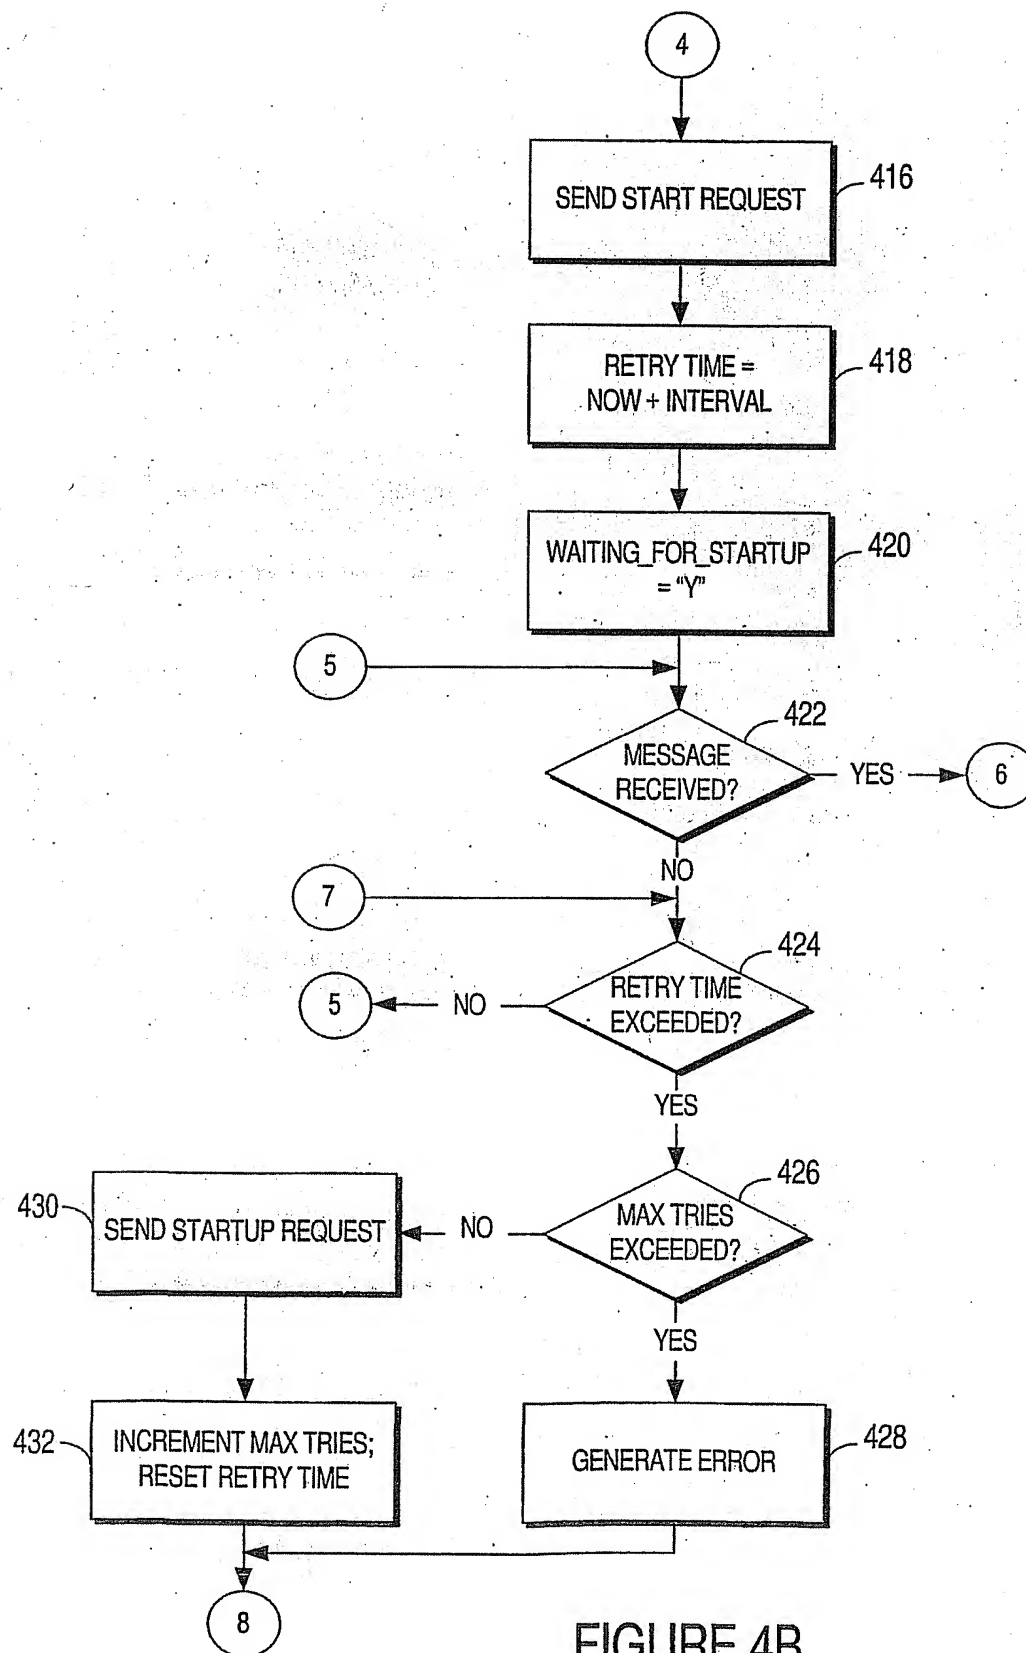 4
SEND START REQUEST
416
RETRY TIME =
NOW + INTERVAL
418
WAITING_FOR_STARTUP
= “Y”
420
5
422
MESSAGE
RECEIVED?
YES
6
NO
7
424
RETRY TIME
EXCEEDED?
NO
5
YES
426
MAX TRIES
EXCEEDED?
NO
430
SEND STARTUP REQUEST
YES
432
INCREMENT MAX TRIES;
RESET RETRY TIME
GENERATE ERROR
428
8
FIGURE 4B